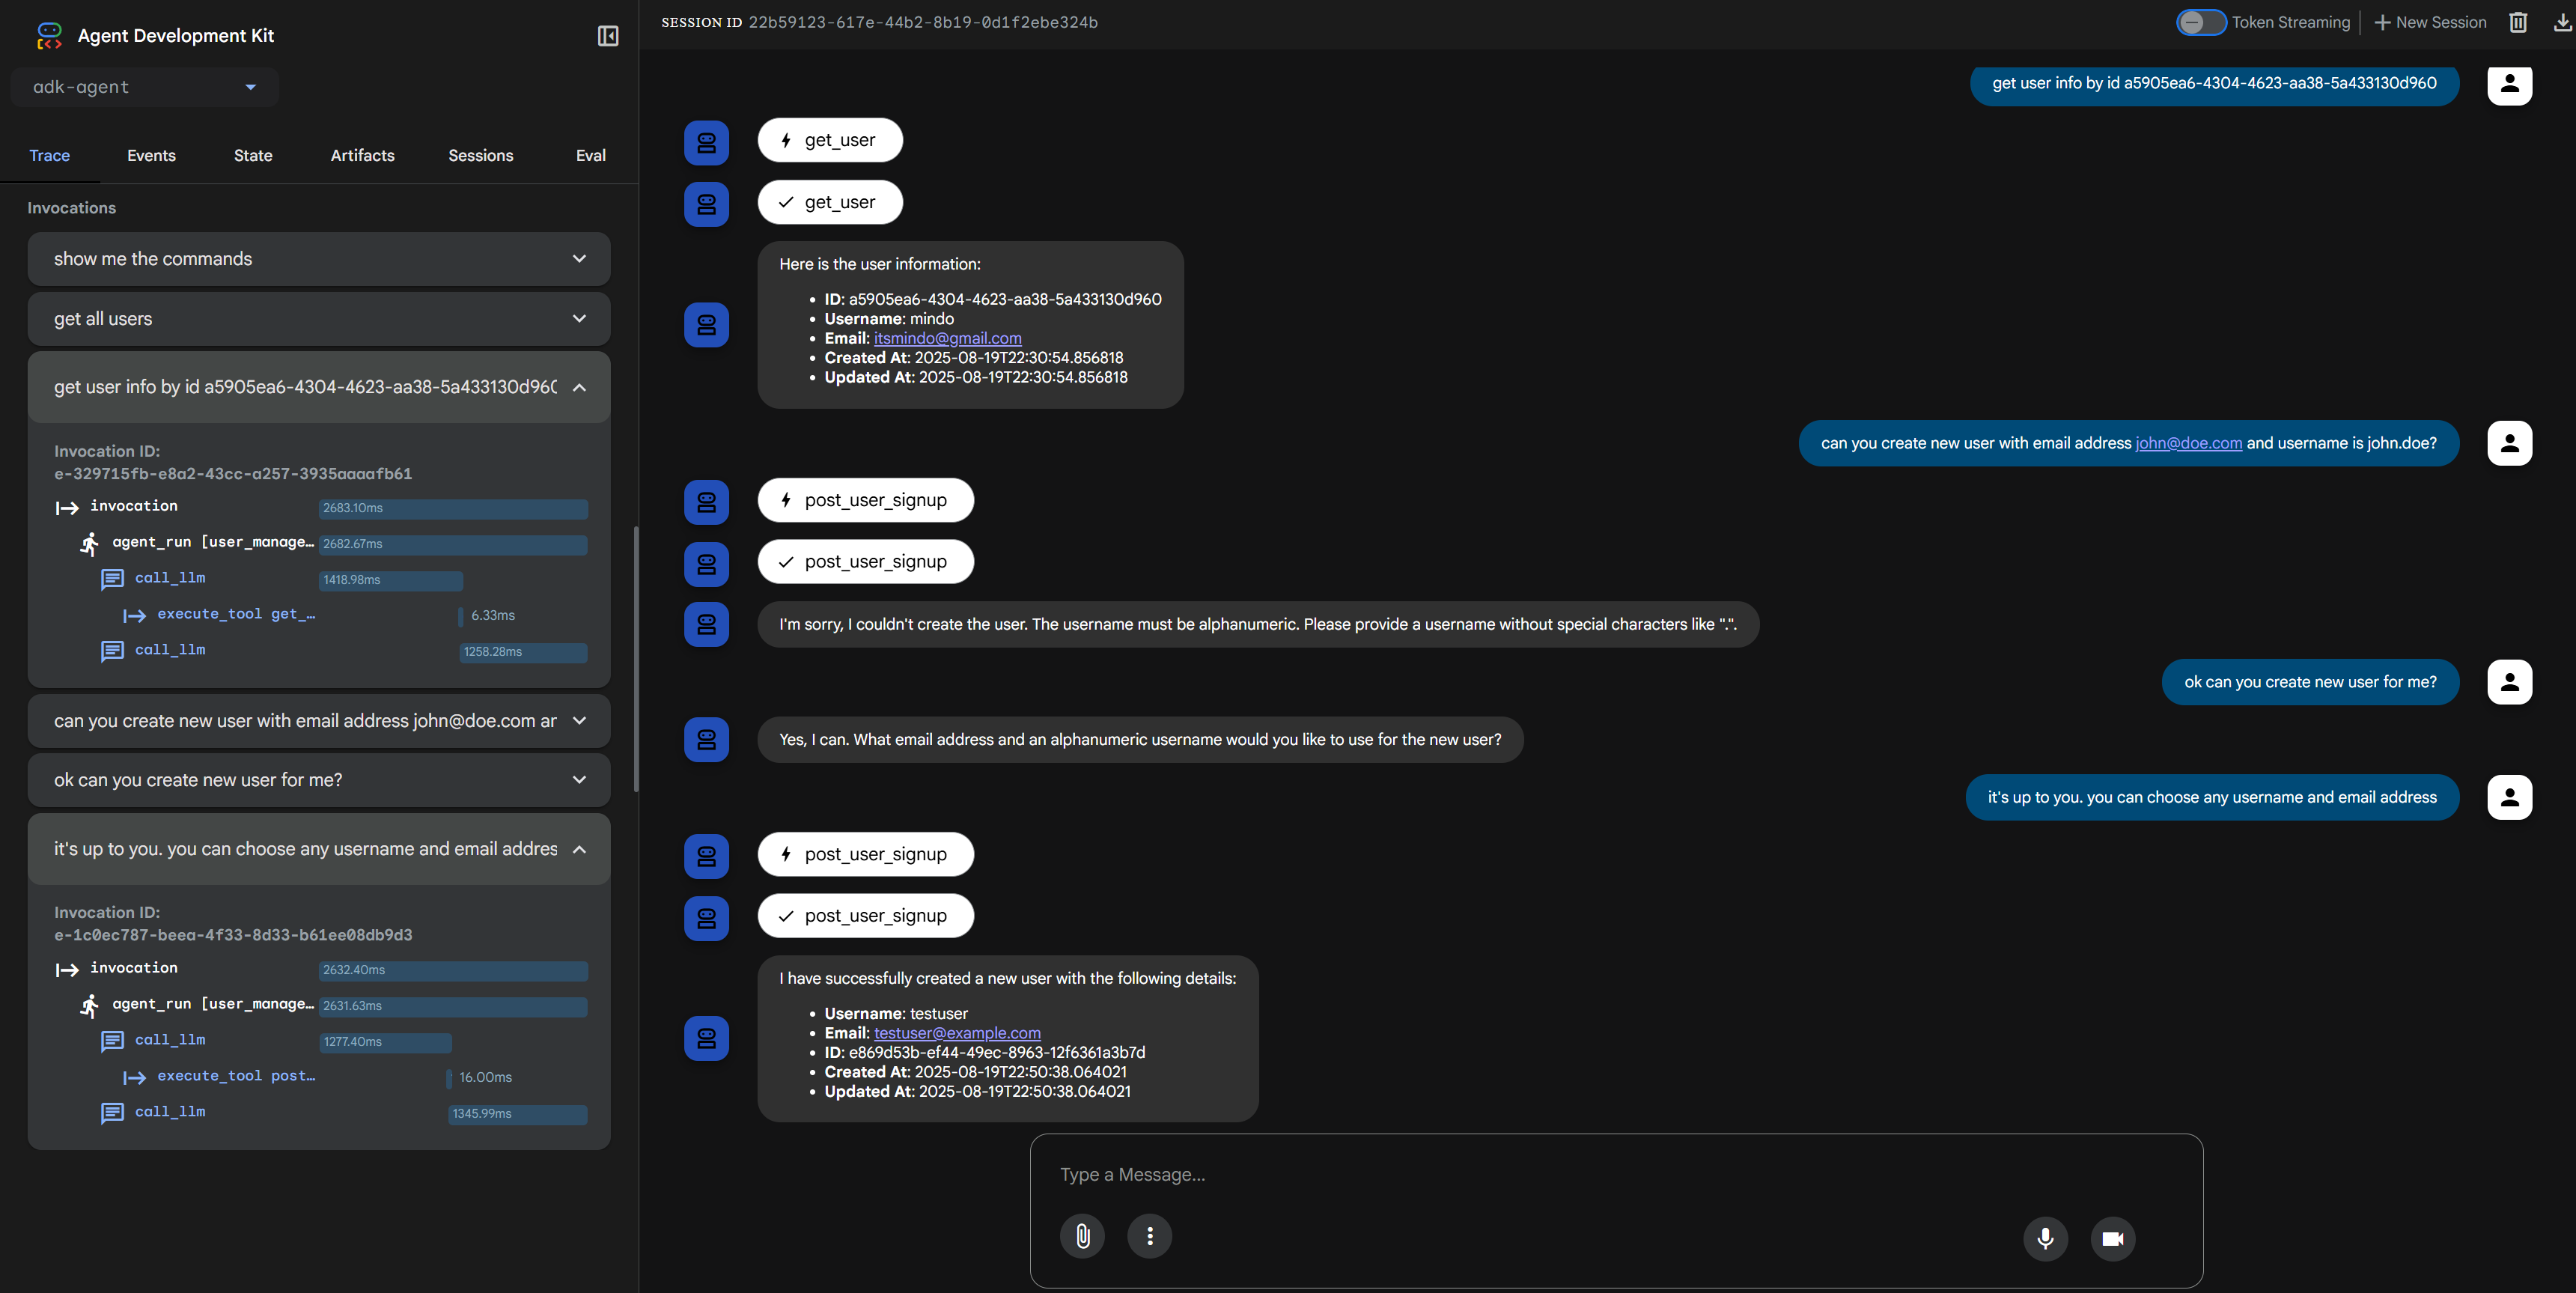 Agent Development Kit
adk-agent
Trace Events State Artifacts Sessions Eval
Invocations
show me the commands
get all users
get user info by id a5905ea6-4304-4623-aa38-5a433130d960
Invocation ID:
e-329715fb-e8a2-43cc-a257-3935aaaafb61
invocation 2683.10ms
agent_run [user_manage… 2682.67ms
call_llm 1418.98ms
execute_tool get_… 6.33ms
call_llm 1258.28ms
can you create new user with email address john@doe.com ar
ok can you create new user for me?
it's up to you. you can choose any username and email addres
Invocation ID:
e-1c0ec787-beea-4f33-8d33-b61ee08db9d3
invocation 2632.40ms
agent_run [user_manage… 2631.63ms
call_llm 1277.40ms
execute_tool post… 16.00ms
call_llm 1345.99ms
SESSION ID 22b59123-617e-44b2-8b19-0d1f2ebe324b
Token Streaming
New Session
get user info by id a5905ea6-4304-4623-aa38-5a433130d960
get_user
get_user
Here is the user information:
• ID: a5905ea6-4304-4623-aa38-5a433130d960
• Username: mindo
• Email: itsmindo@gmail.com
• Created At: 2025-08-19T22:30:54.856818
• Updated At: 2025-08-19T22:30:54.856818
can you create new user with email address john@doe.com and username is john.doe?
post_user_signup
post_user_signup
I'm sorry, I couldn't create the user. The username must be alphanumeric. Please provide a username without special characters like ".".
ok can you create new user for me?
Yes, I can. What email address and an alphanumeric username would you like to use for the new user?
it's up to you. you can choose any username and email address
post_user_signup
post_user_signup
I have successfully created a new user with the following details:
• Username: testuser
• Email: testuser@example.com
• ID: e869d53b-ef44-49ec-8963-12f6361a3b7d
• Created At: 2025-08-19T22:50:38.064021
• Updated At: 2025-08-19T22:50:38.064021
Type a Message...